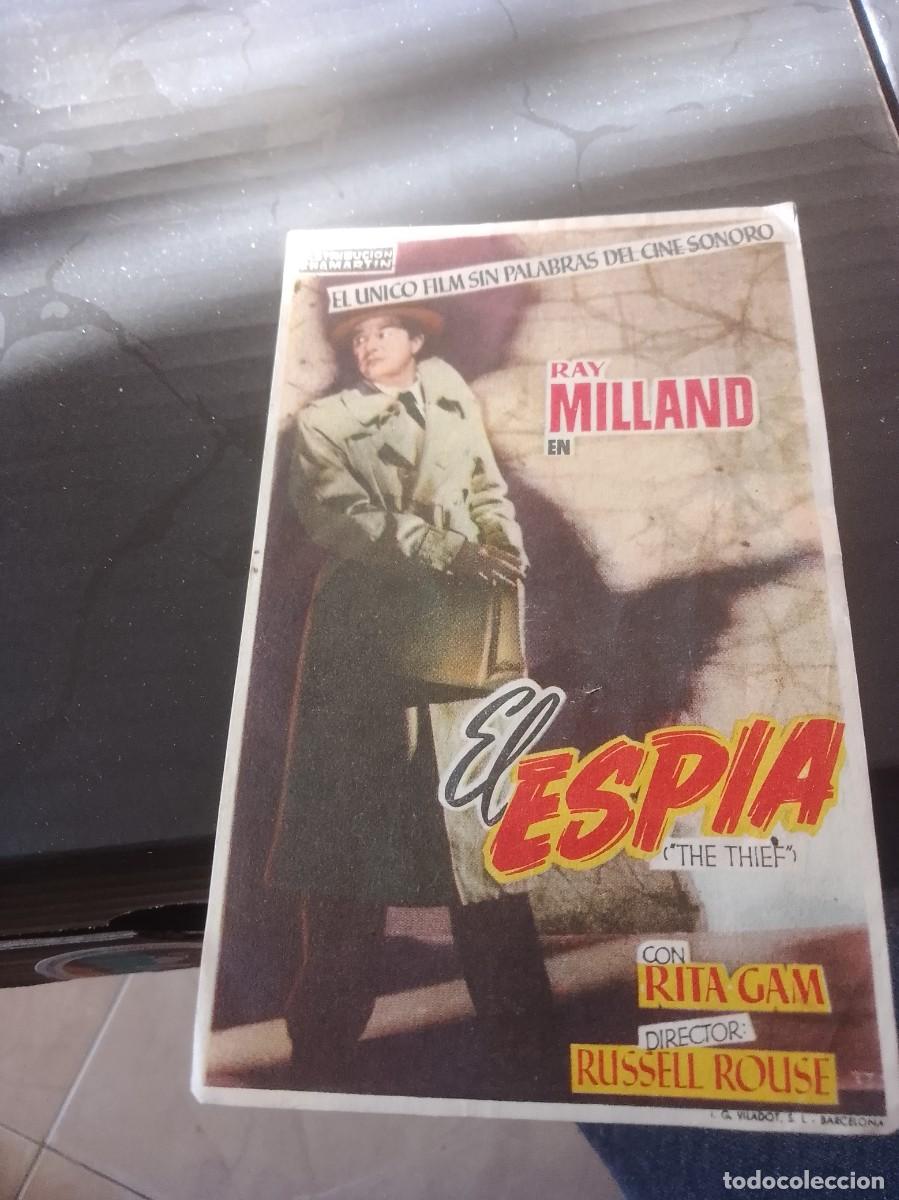 DISTRIBUCION
CHAMARTIN
EL UNICO FILM SIN PALABRAS DEL CINE SONORO
RAY
MILLAND
EN
El
ESPIA
("THE THIEF")
CON
RITA GAM
DIRECTOR:
RUSSELL ROUSE
I. G. VILADOT, S. L. - BARCELONA
todocoleccion